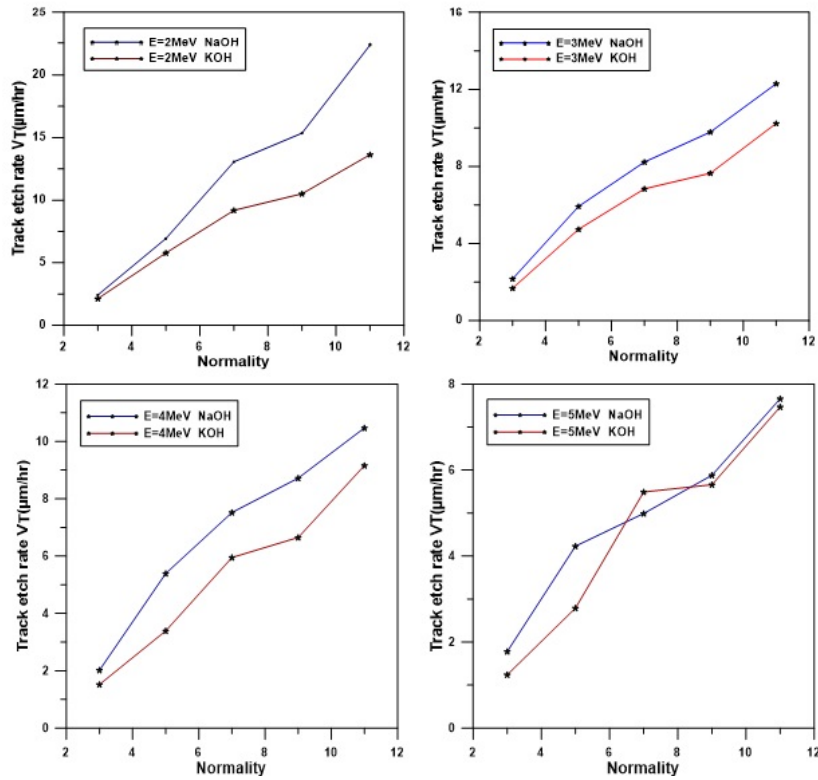 25
20
15
10
5
0
Track etch rate VT(µm/hr)
E=2MeV NaOH
E=2MeV KOH
2 4 6 8 10 12
Normality
16
12
8
4
0
Track etch rate VT(µm/hr)
E=3MeV NaOH
E=3MeV KOH
2 4 6 8 10 12
Normality
12
10
8
6
4
2
0
Track etch rate VT(µm/hr)
E=4MeV NaOH
E=4MeV KOH
2 4 6 8 10 12
Normality
8
6
4
2
0
Track etch rate VT(µm/hr)
E=5MeV NaOH
E=5MeV KOH
2 4 6 8 10 12
Normality